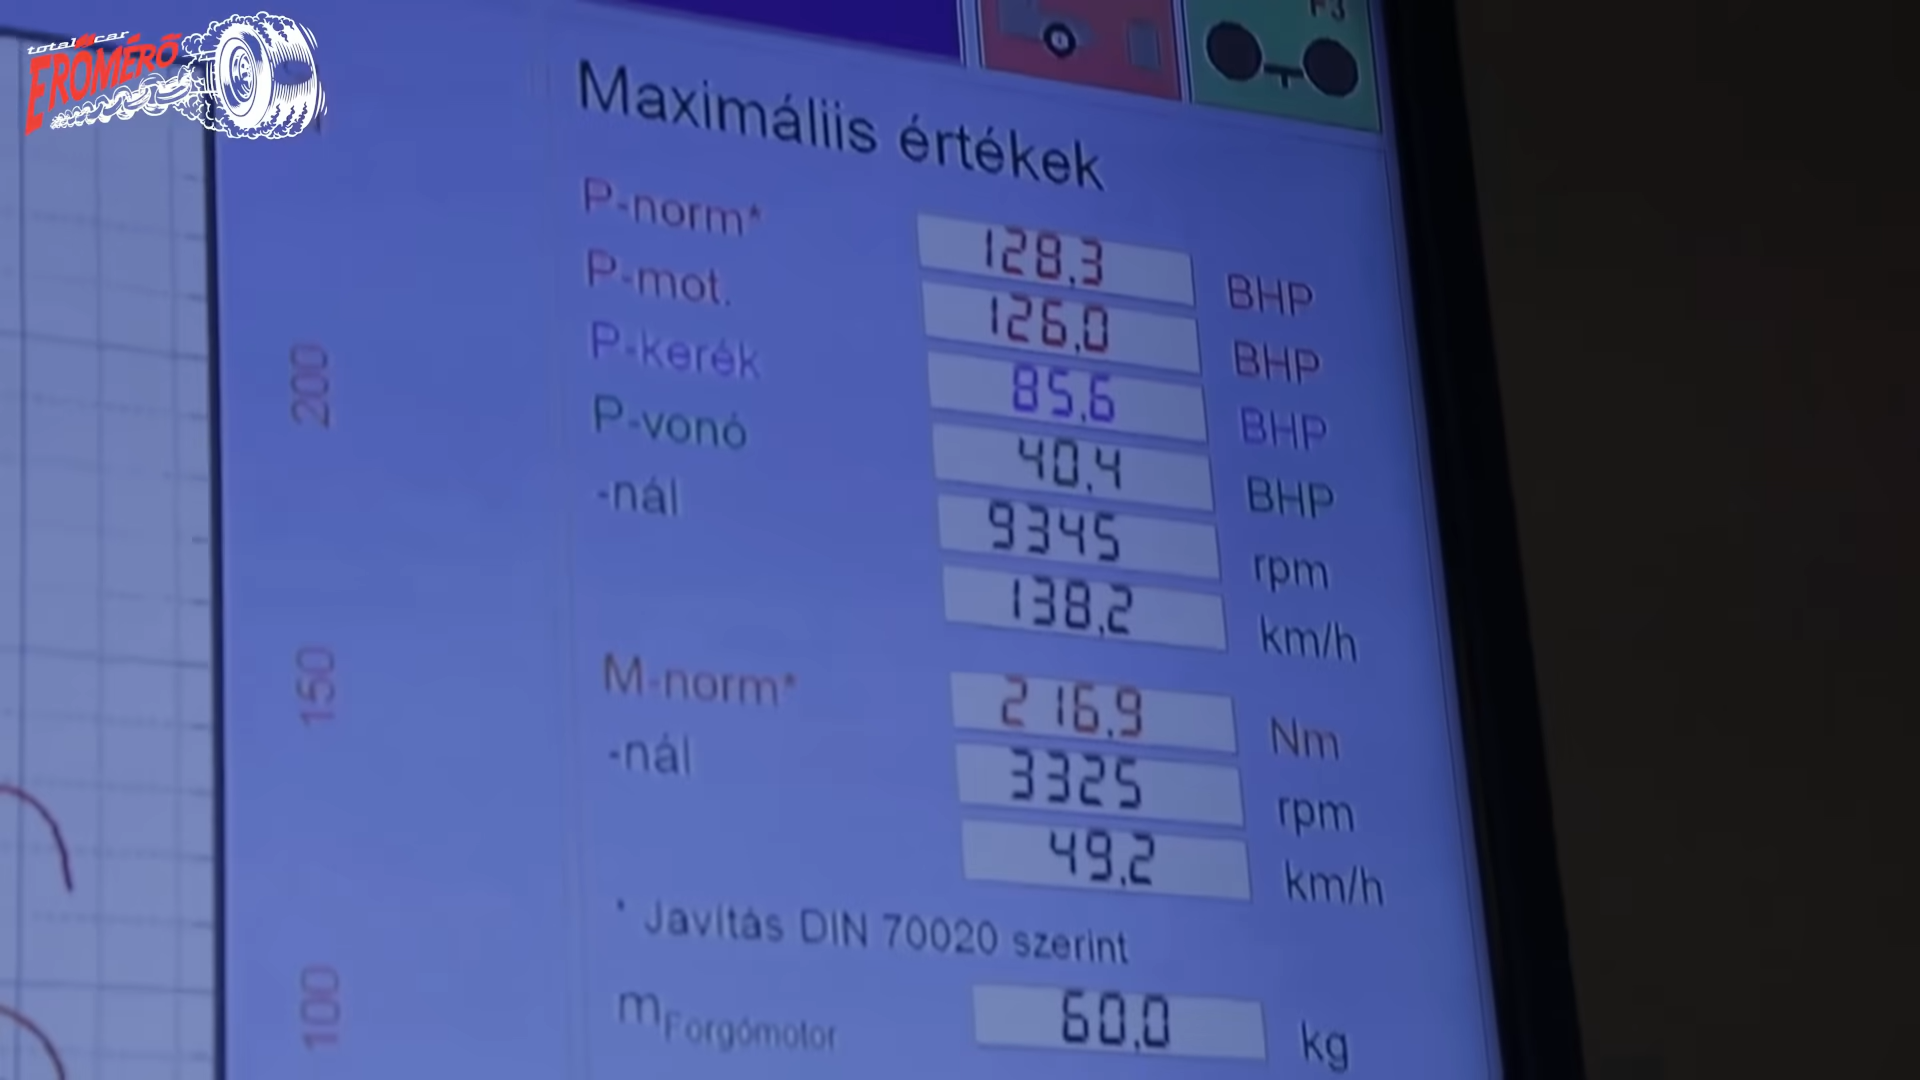 totalcar
ERŐMÉRŐ
F3
Maximáliis értékek
P-norm* 128,3 BHP
P-mot. 126,0 BHP
P-kerék 85,6 BHP
P-vonó 40,4 BHP
-nál 9345 rpm
138,2 km/h
M-norm* 216,9 Nm
-nál 3325 rpm
49,2 km/h
* Javítás DIN 70020 szerint
mForgómotor 60,0 kg
200
150
100